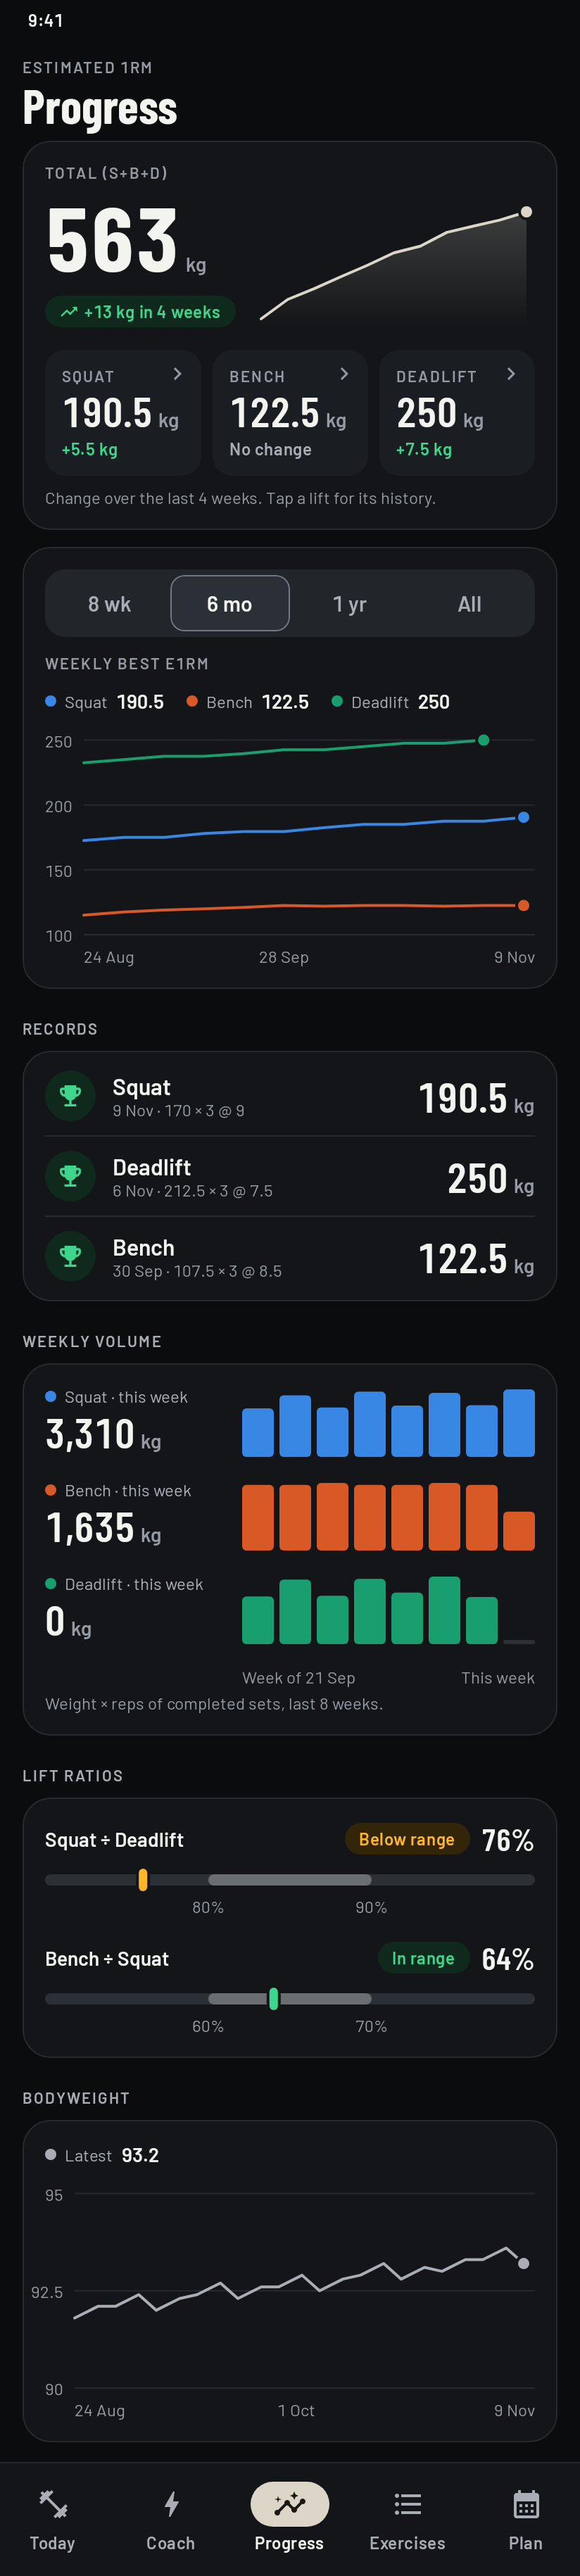 9:41
ESTIMATED 1RM
Progress
TOTAL (S+B+D)
563 kg
+13 kg in 4 weeks
SQUAT
190.5 kg
+5.5 kg
BENCH
122.5 kg
No change
DEADLIFT
250 kg
+7.5 kg
Change over the last 4 weeks. Tap a lift for its history.
8 wk 6 mo 1 yr All
WEEKLY BEST E1RM
Squat 190.5 Bench 122.5 Deadlift 250
250
200
150
100
24 Aug 28 Sep 9 Nov
RECORDS
Squat
9 Nov · 170 × 3 @ 9
190.5 kg
Deadlift
6 Nov · 212.5 × 3 @ 7.5
250 kg
Bench
30 Sep · 107.5 × 3 @ 8.5
122.5 kg
WEEKLY VOLUME
Squat · this week
3,310 kg
Bench · this week
1,635 kg
Deadlift · this week
0 kg
Week of 21 Sep This week
Weight × reps of completed sets, last 8 weeks.
LIFT RATIOS
Squat ÷ Deadlift Below range 76%
80% 90%
Bench ÷ Squat In range 64%
60% 70%
BODYWEIGHT
Latest 93.2
95
92.5
90
24 Aug 1 Oct 9 Nov
Today Coach Progress Exercises Plan